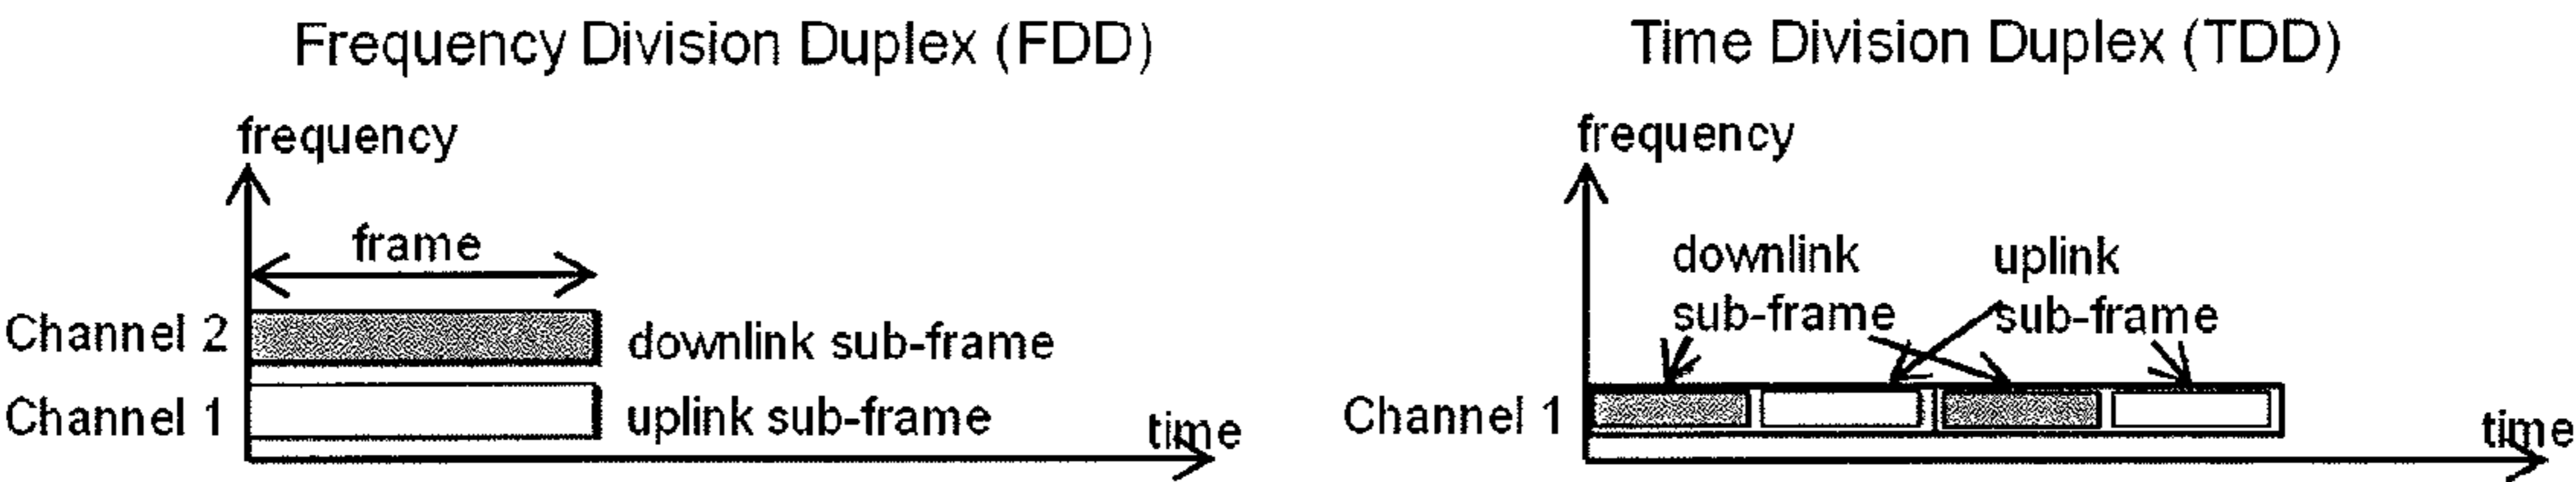 Frequency Division Duplex (FDD)
frequency
frame
Channel 2
downlink sub-frame
Channel 1
uplink sub-frame
time
Time Division Duplex (TDD)
frequency
downlink
sub-frame
uplink
sub-frame
Channel 1
time